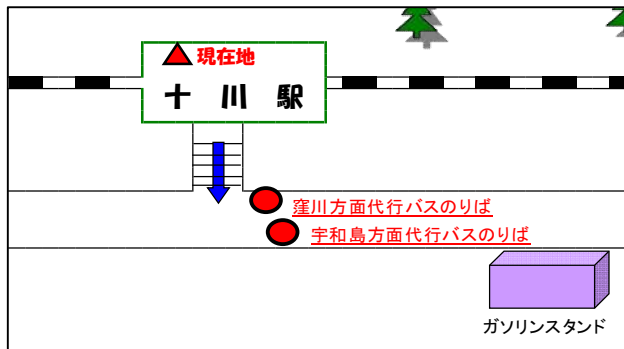 現在地
十川駅
窪川方面代行バスのりば
宇和島方面代行バスのりば
ガソリンスタンド